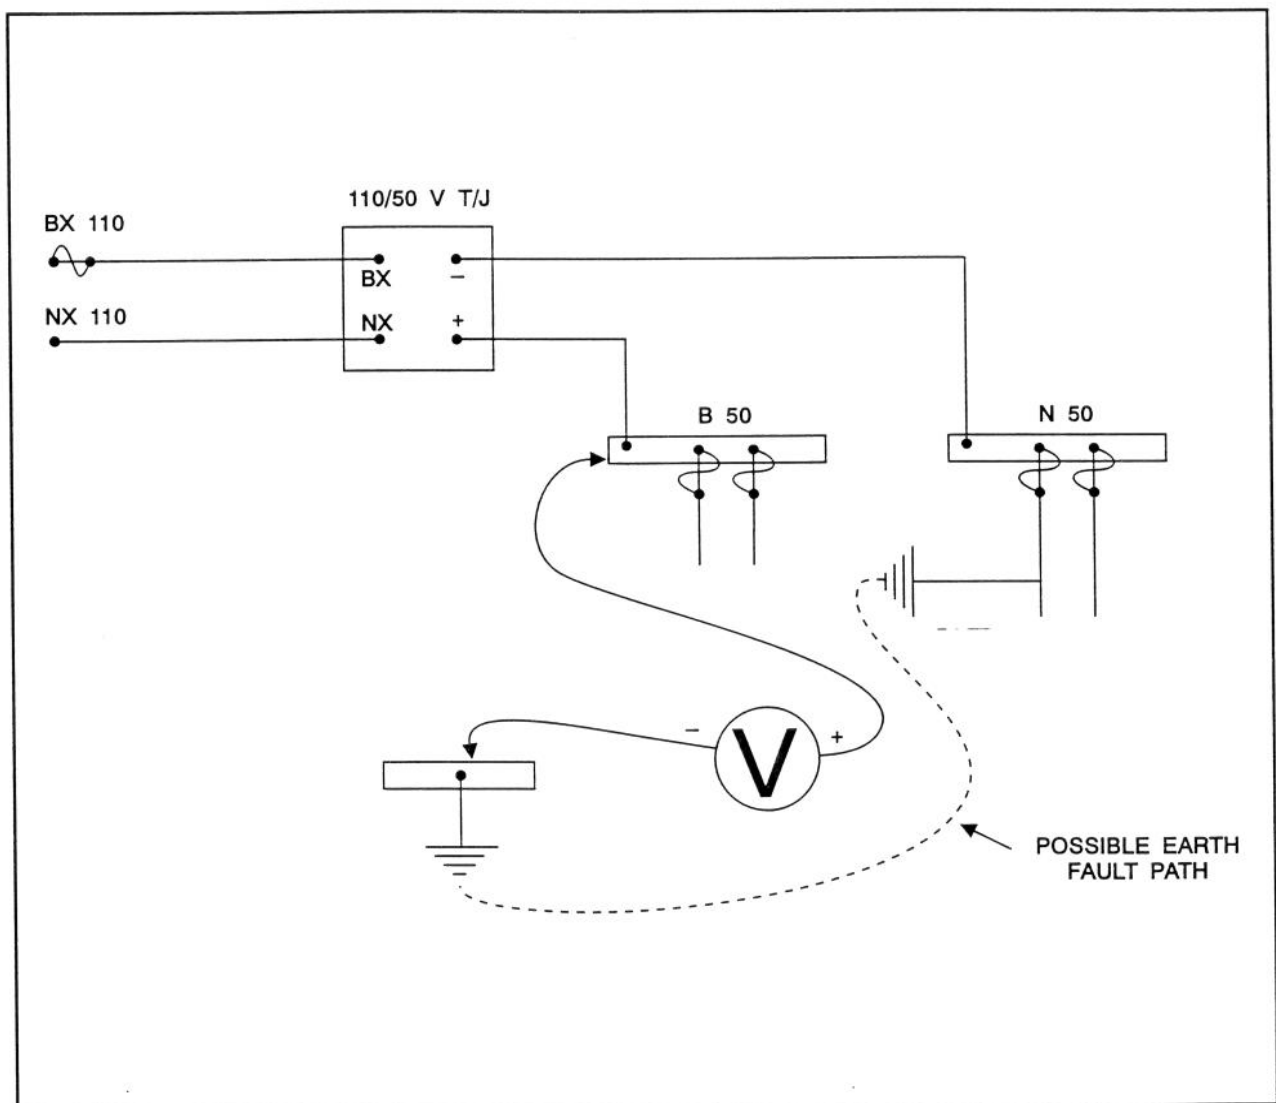 110/50 V T/J
BX 110
BX
−
NX 110
NX
+
B 50
N 50
−
V
+
POSSIBLE EARTH
FAULT PATH